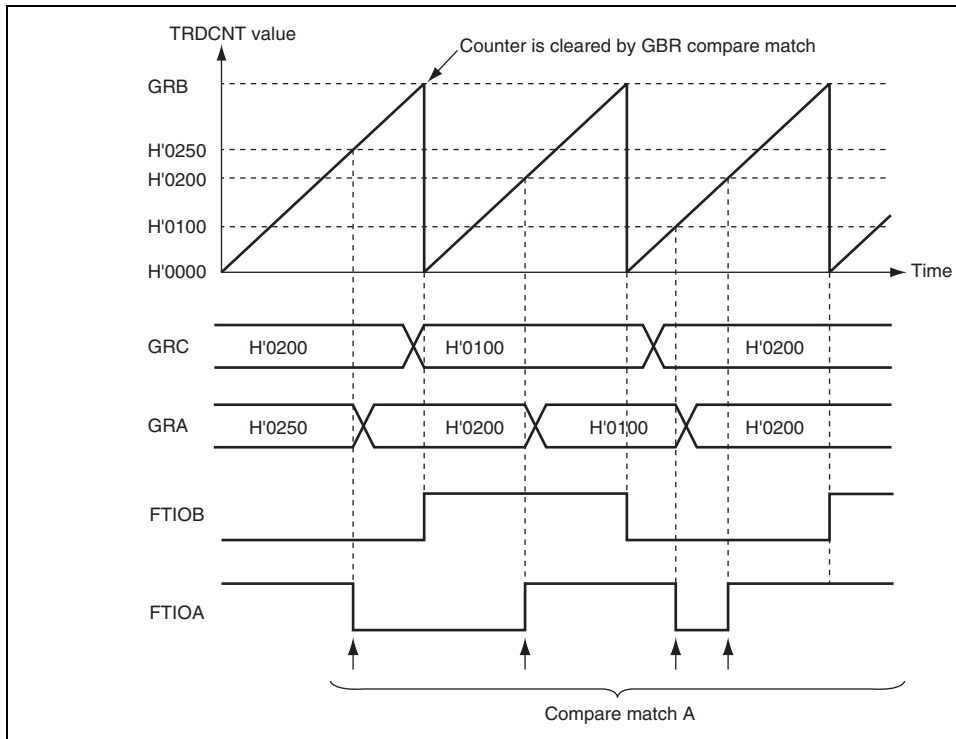 TRDCNT value
Counter is cleared by GBR compare match
GRB
H'0250
H'0200
H'0100
H'0000
Time
GRC
H'0200
H'0100
H'0200
GRA
H'0250
H'0200
H'0100
H'0200
FTIOB
FTIOA
Compare match A